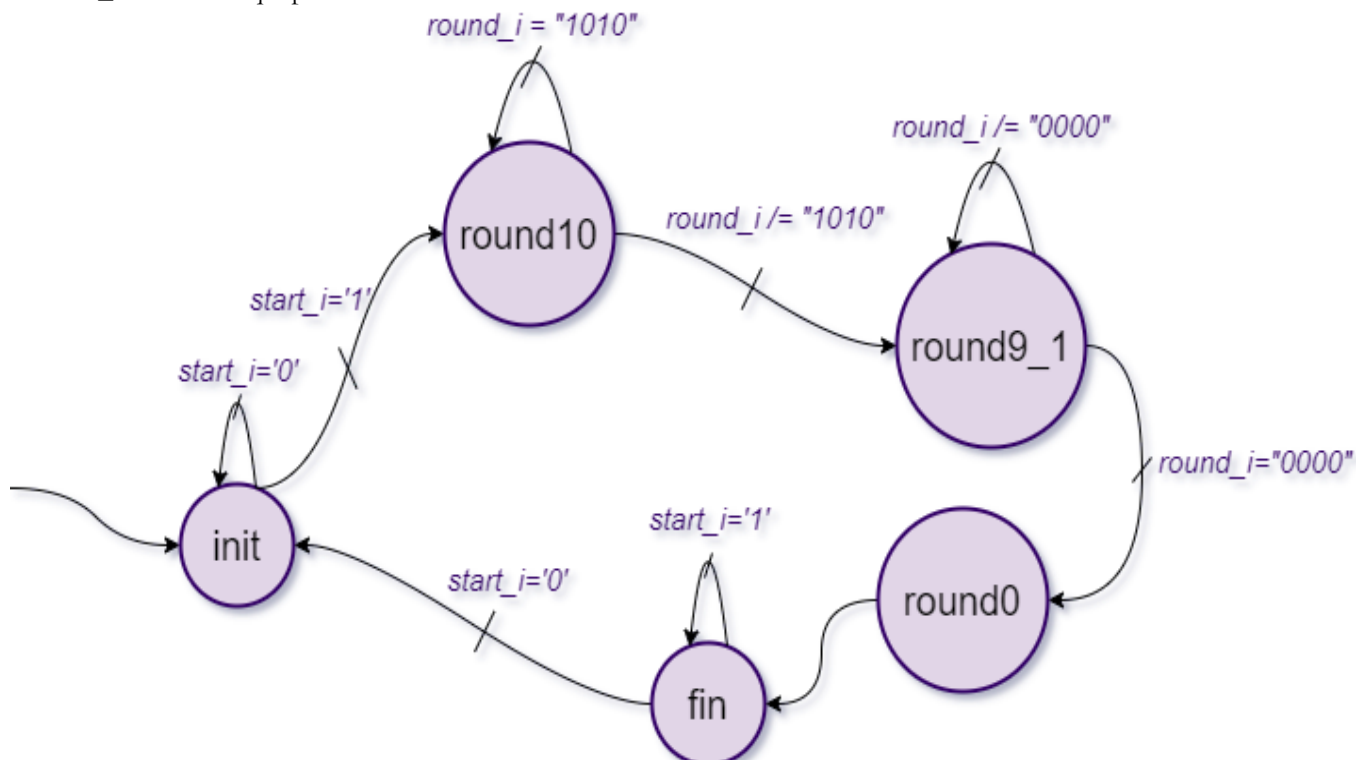 round_i = "1010"
round_i /= "0000"
round10
round_i /= "1010"
start_i='1'
round9_1
start_i='0'
round_i="0000"
init
start_i='1'
start_i='0'
round0
fin